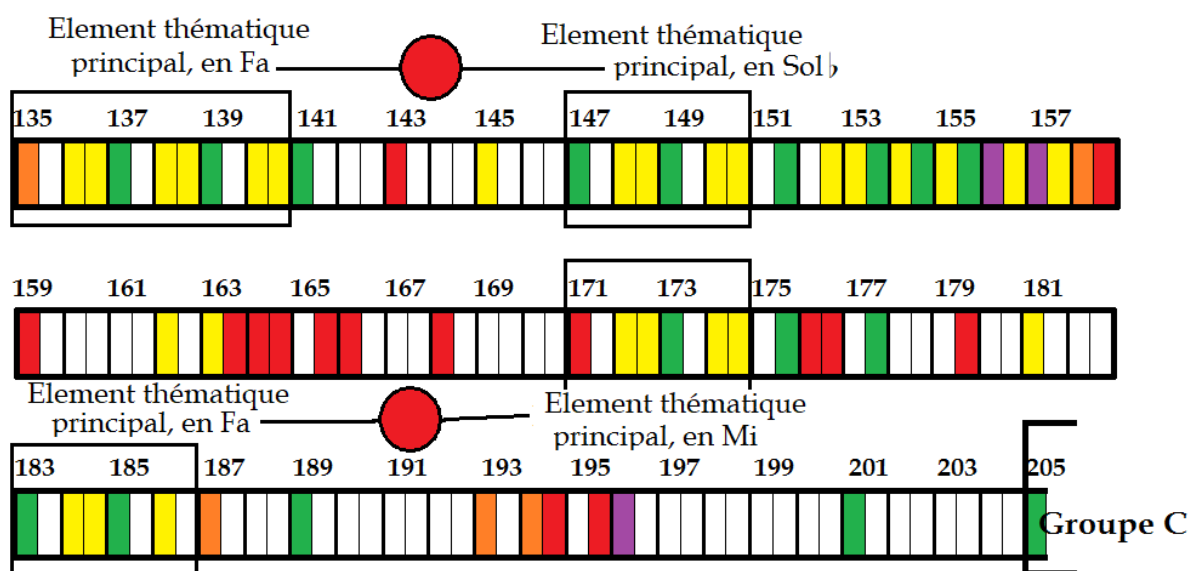 Element thématique
principal, en Fa
Element thématique
principal, en Sol♭
135 137 139 141 143 145 147 149 151 153 155 157
159 161 163 165 167 169 171 173 175 177 179 181
Element thématique
principal, en Fa
Element thématique
principal, en Mi
183 185 187 189 191 193 195 197 199 201 203 205
Groupe C